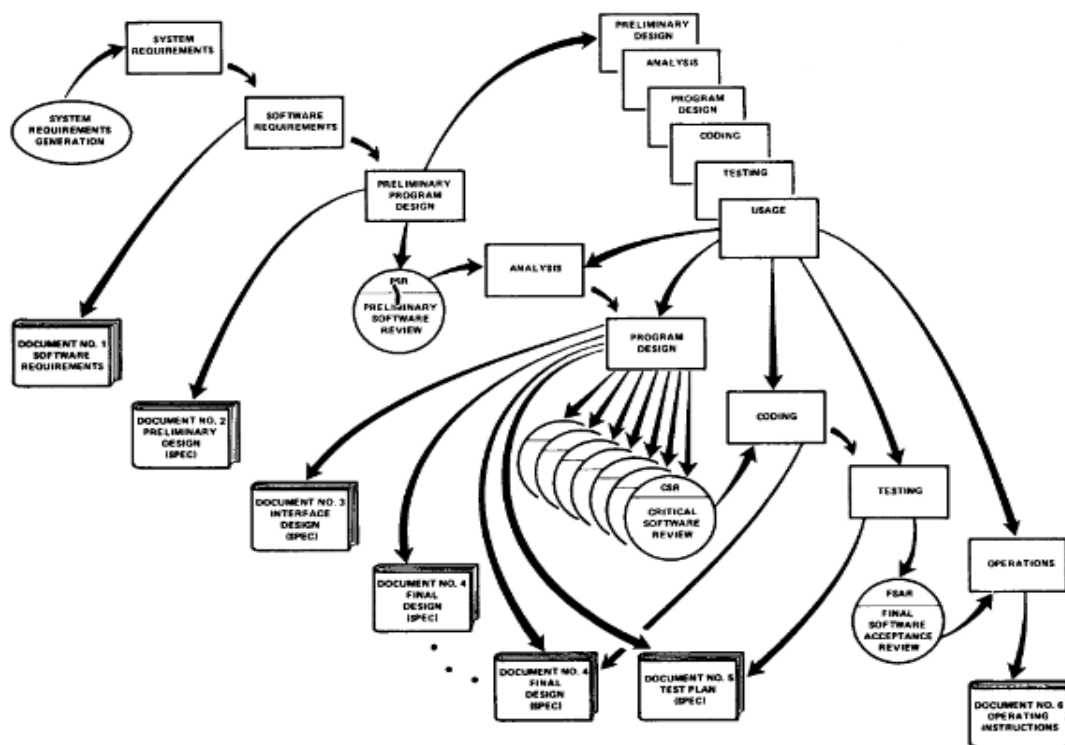 SYSTEM
REQUIREMENTS
SYSTEM
REQUIREMENTS
GENERATION
SOFTWARE
REQUIREMENTS
PRELIMINARY
PROGRAM
DESIGN
PRELIMINARY
DESIGN
ANALYSIS
PROGRAM
DESIGN
CODING
TESTING
USAGE
PSR
PRELIMINARY
SOFTWARE
REVIEW
ANALYSIS
PROGRAM
DESIGN
DOCUMENT NO. 1
SOFTWARE
REQUIREMENTS
DOCUMENT NO. 2
PRELIMINARY
DESIGN
(SPEC)
DOCUMENT NO. 3
INTERFACE
DESIGN
(SPEC)
DOCUMENT NO. 4
FINAL
DESIGN
(SPEC)
CSR
CRITICAL
SOFTWARE
REVIEW
CODING
TESTING
FSAR
FINAL
SOFTWARE
ACCEPTANCE
REVIEW
OPERATIONS
DOCUMENT NO. 4
FINAL
DESIGN
(SPEC)
DOCUMENT NO. 5
TEST PLAN
(SPEC)
DOCUMENT NO. 6
OPERATING
INSTRUCTIONS